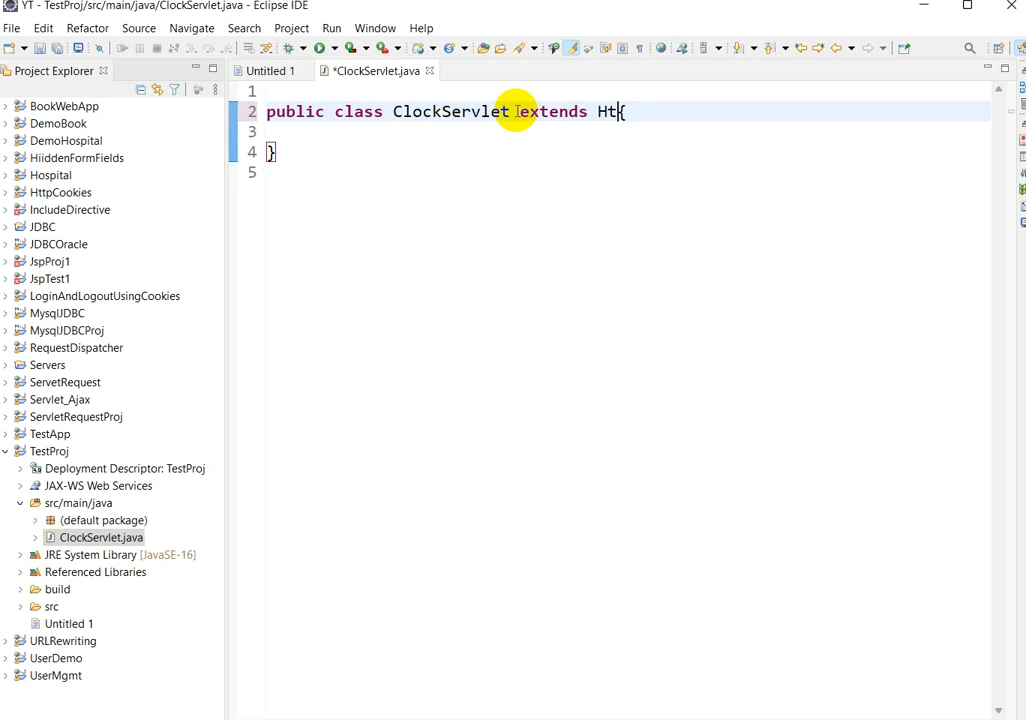 YT - TestProj/src/main/java/ClockServlet.java - Eclipse IDE
File Edit Refactor Source Navigate Search Project Run Window Help
Project Explorer
Untitled 1 *ClockServlet.java
BookWebApp
DemoBook
DemoHospital
HiiddenFormFields
Hospital
HttpCookies
IncludeDirective
JDBC
JDBCOracle
JspProj1
JspTest1
LoginAndLogoutUsingCookies
MysqlJDBC
MysqlJDBCProj
RequestDispatcher
Servers
ServetRequest
Servlet_Ajax
ServletRequestProj
TestApp
TestProj
Deployment Descriptor: TestProj
JAX-WS Web Services
src/main/java
(default package)
ClockServlet.java
JRE System Library [JavaSE-16]
Referenced Libraries
build
src
Untitled 1
URLRewriting
UserDemo
UserMgmt
1
2 public class ClockServlet extends Ht{
3
4 }
5